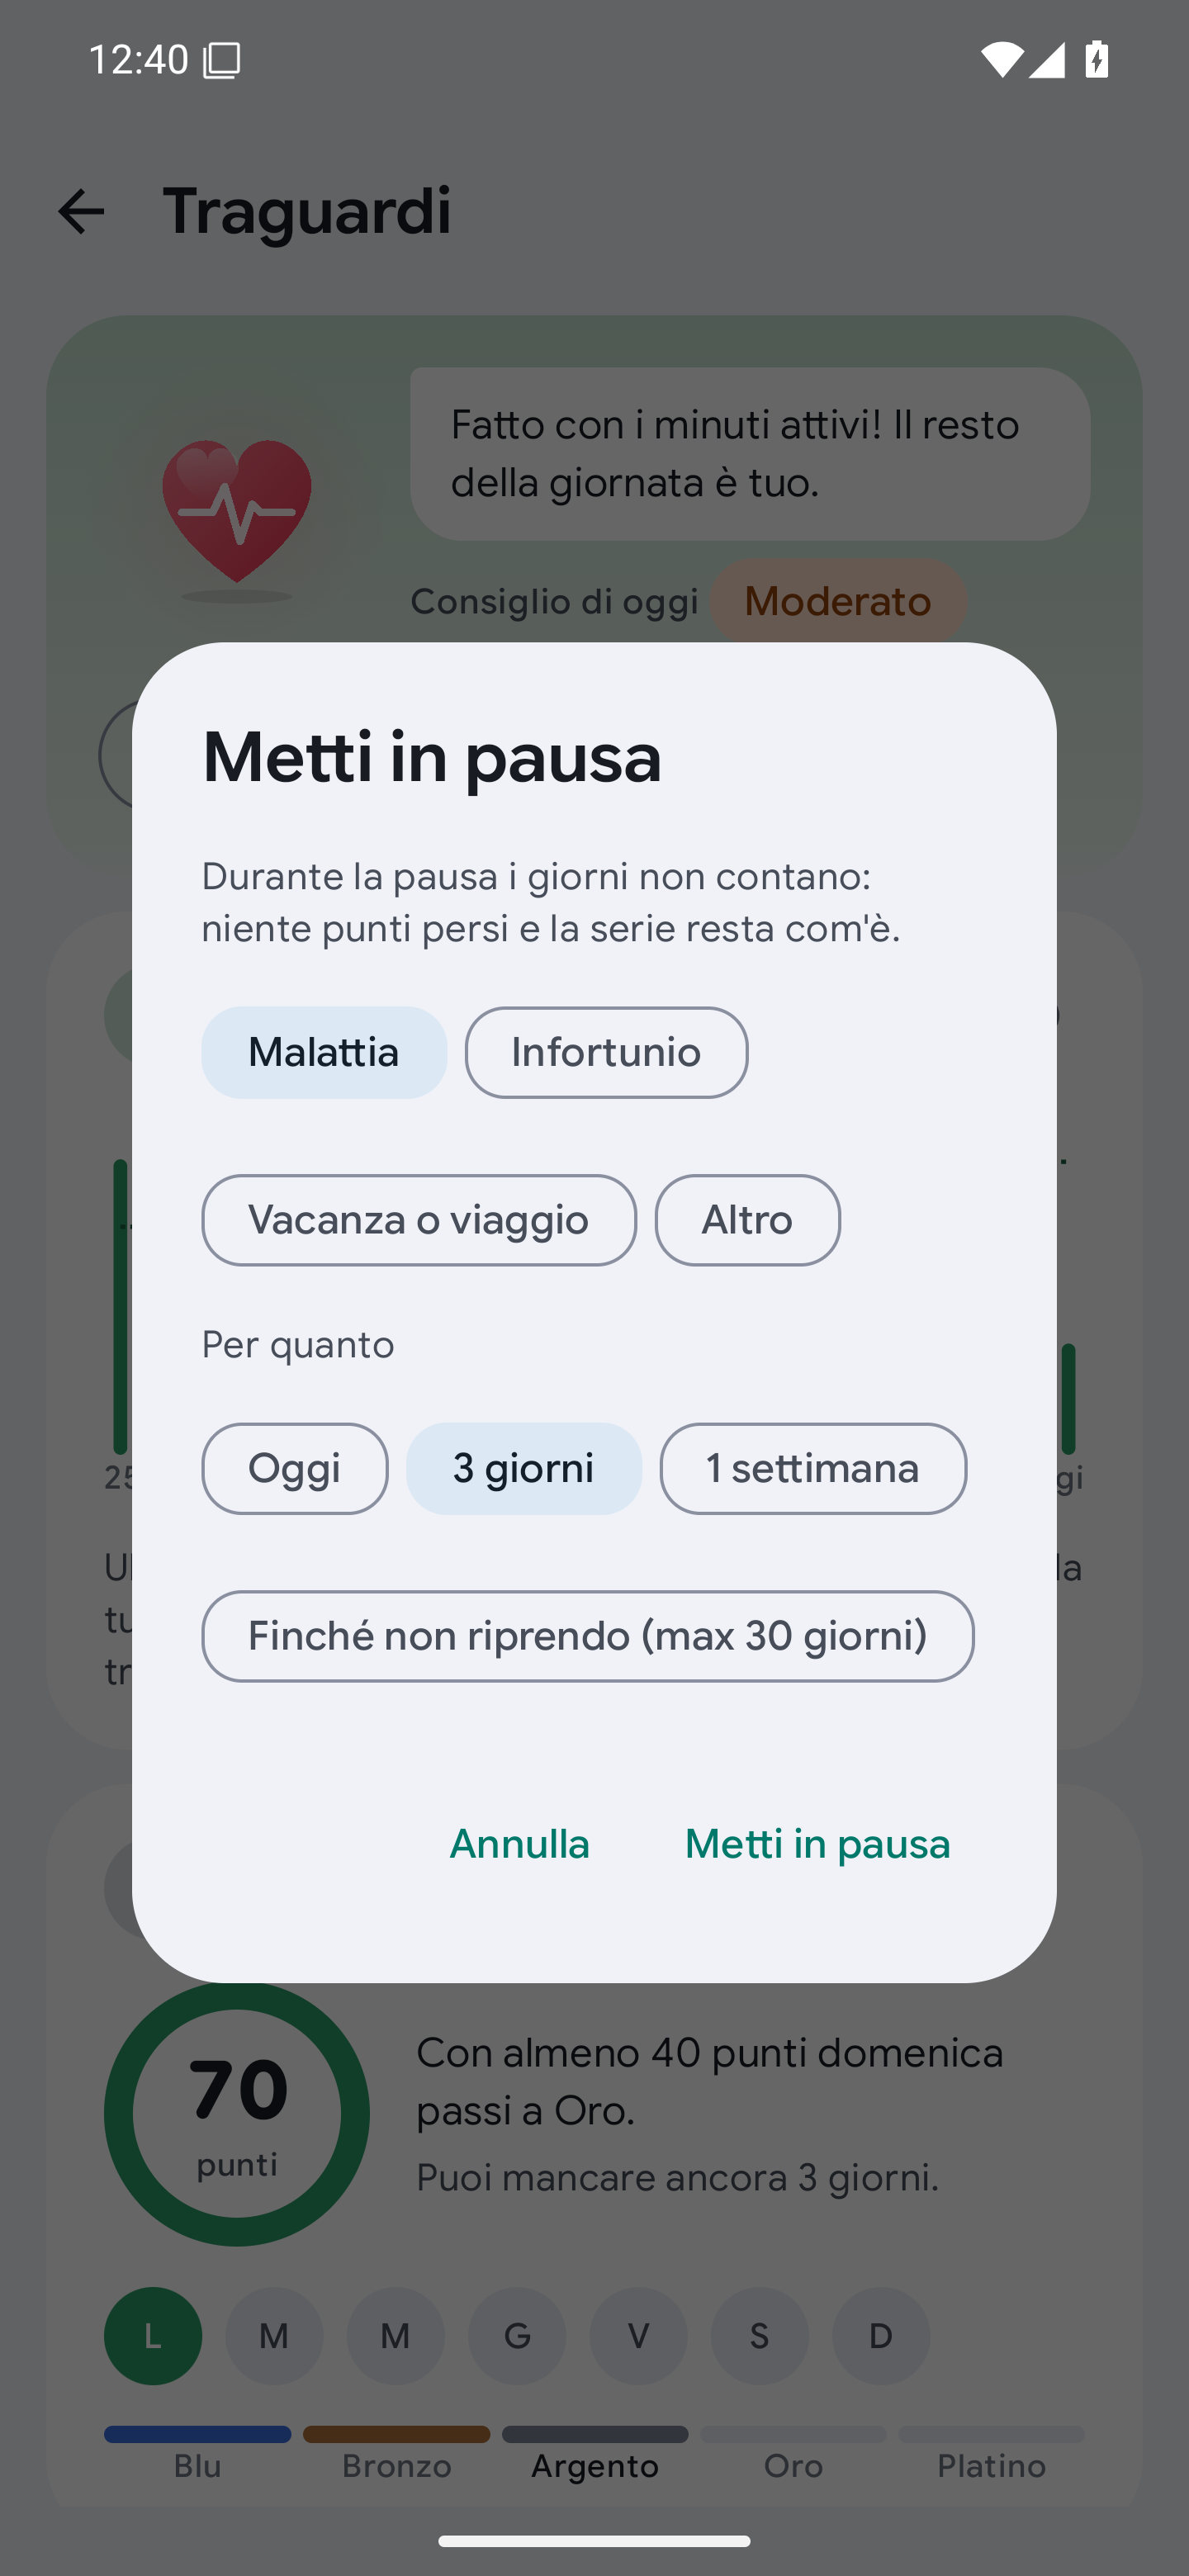 12:40
Traguardi
Fatto con i minuti attivi! Il resto
della giornata è tuo.
Consiglio di oggi
Moderato
Metti in pausa
Durante la pausa i giorni non contano:
niente punti persi e la serie resta com'è.
Malattia
Infortunio
Vacanza o viaggio
Altro
Per quanto
Oggi
3 giorni
1 settimana
Finché non riprendo (max 30 giorni)
Annulla
Metti in pausa
70
punti
Con almeno 40 punti domenica
passi a Oro.
Puoi mancare ancora 3 giorni.
L
M
M
G
V
S
D
Blu
Bronzo
Argento
Oro
Platino